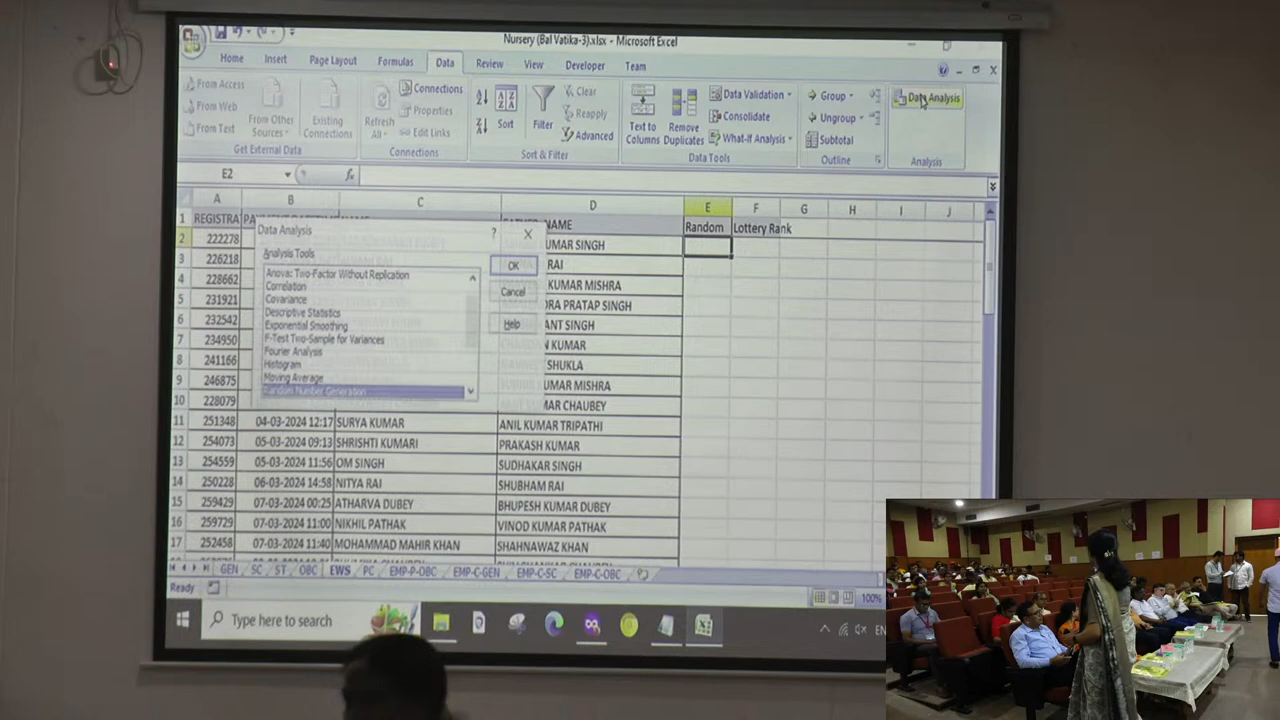 Nursery (Bal Vatika-3).xlsx - Microsoft Excel
Home Insert Page Layout Formulas Data Review View Developer Team
From Access
From Web
From Text
From Other Sources
Existing Connections
Get External Data
Refresh All
Connections
Properties
Edit Links
Connections
Sort
Filter
Clear
Reapply
Advanced
Sort & Filter
Text to Columns
Remove Duplicates
Data Validation
Consolidate
What-If Analysis
Data Tools
Group
Ungroup
Subtotal
Outline
Data Analysis
Analysis
E2 fx
A B C D E F G H I J
1 REGISTRA NAME Random Lottery Rank
2 222278 UMAR SINGH
3 226218 RAI
4 228662 KUMAR MISHRA
5 231921 DRA PRATAP SINGH
6 232542 ANT SINGH
7 234950 KUMAR
8 241166 SHUKLA
9 246875 UMAR MISHRA
10 228079 KUMAR CHAUBEY
11 251348 04-03-2024 12:17 SURYA KUMAR ANIL KUMAR TRIPATHI
12 254073 05-03-2024 09:13 SHRISHTI KUMARI PRAKASH KUMAR
13 254559 05-03-2024 11:56 OM SINGH SUDHAKAR SINGH
14 250228 06-03-2024 14:58 NITYA RAI SHUBHAM RAI
15 259429 07-03-2024 00:25 ATHARVA DUBEY BHUPESH KUMAR DUBEY
16 259729 07-03-2024 11:00 NIKHIL PATHAK VINOD KUMAR PATHAK
17 252458 07-03-2024 11:40 MOHAMMAD MAHIR KHAN SHAHNAWAZ KHAN
Data Analysis ?
Analysis Tools
Anova: Two-Factor Without Replication
Correlation
Covariance
Descriptive Statistics
Exponential Smoothing
F-Test Two-Sample for Variances
Fourier Analysis
Histogram
Moving Average
Random Number Generation
OK
Cancel
Help
GEN SC ST OBC EWS PC EMP-P-OBC EMP-C-GEN EMP-C-SC EMP-C-OBC
Ready 100%
Type here to search